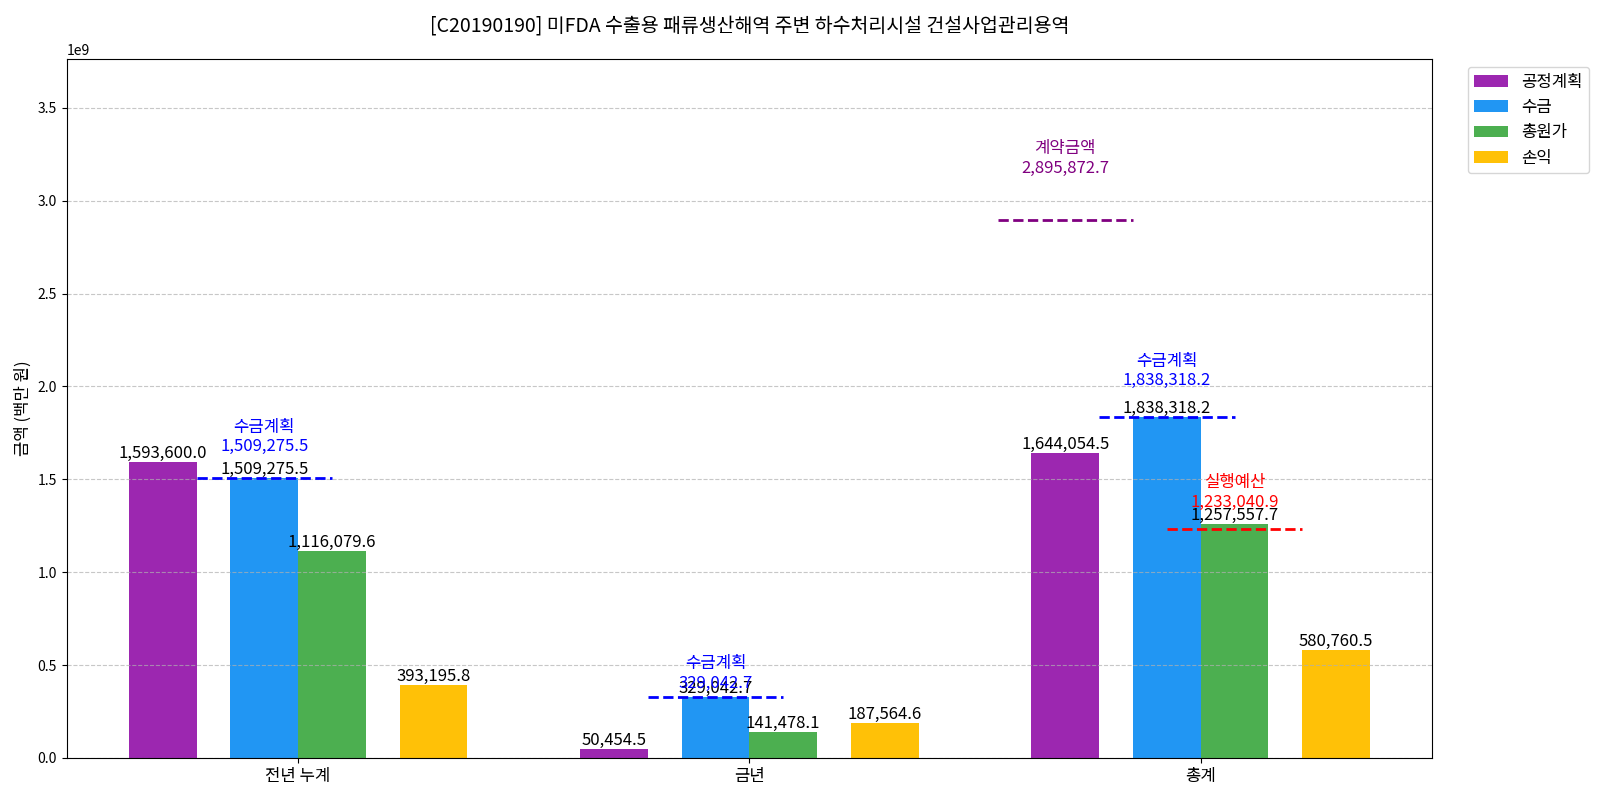 [C20190190] 미FDA 수출용 패류생산해역 주변 하수처리시설 건설사업관리용역
1e9
금액 (백만 원)
3.5
3.0
2.5
2.0
1.5
1.0
0.5
0.0
공정계획
수금
총원가
손익
계약금액
2,895,872.7
수금계획
1,838,318.2
1,838,318.2
1,644,054.5
실행예산
1,233,040.9
1,257,557.7
580,760.5
수금계획
1,509,275.5
1,593,600.0
1,509,275.5
1,116,079.6
393,195.8
수금계획
329,042.7
329,042.7
50,454.5
141,478.1
187,564.6
전년 누계
금년
총계